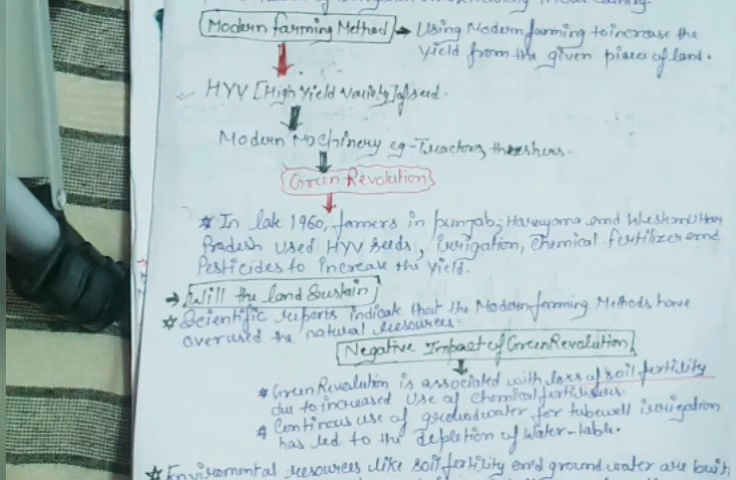 Modern farming Method → Using Modern farming to increase the
yield from the given piece of land.
HYV [High Yield Variety] of seed.
Modern Machinery eg- Tractors, threshers.
Green Revolution
* In late 1960, farmers in punjab, Harayana and Western Uttar
Pradesh used HYV seeds, irrigation, chemical fertilizer and
Pesticides to increase the yield.
→ Will the land Sustain
* Scientific reports indicate that the Modern farming Methods have
overused the natural resources.
Negative Impact of Green Revolution
* Green Revolution is associated with loss of soil fertility
due to increased use of chemical fertilisers.
* Continous use of groundwater for tubewell irrigation
has led to the depletion of water-table.
* Enviromental resources like soil fertility and ground water are built